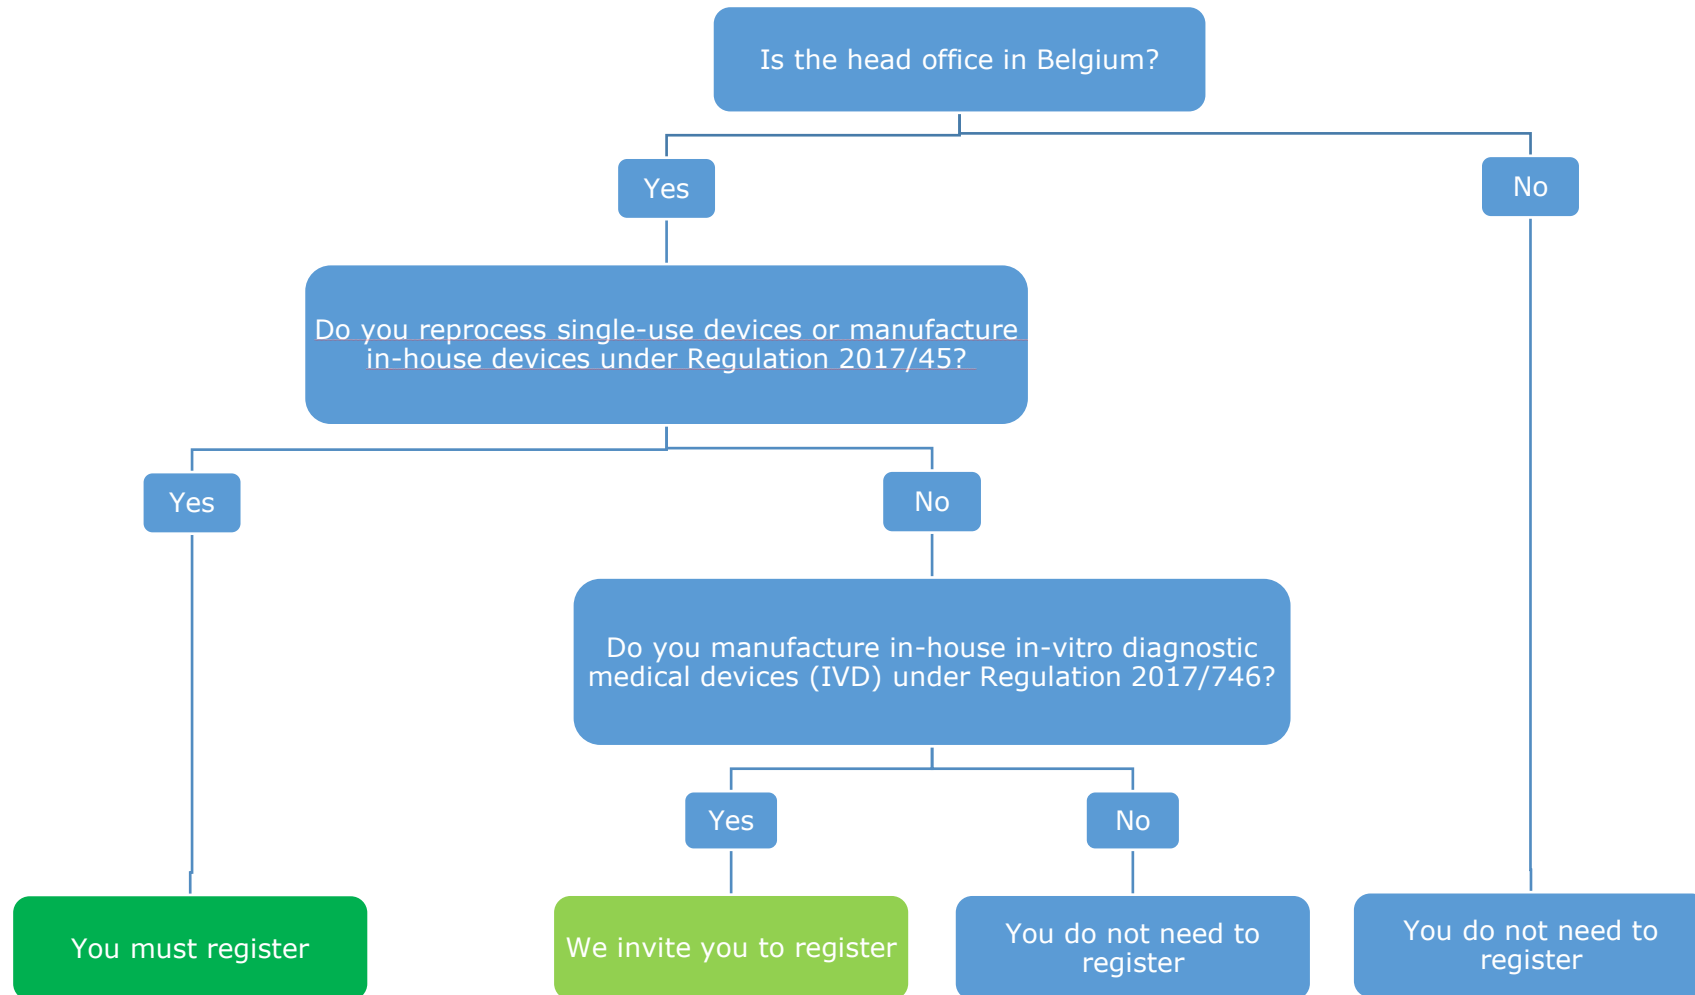 Is the head office in Belgium?
Yes
No
Do you reprocess single-use devices or manufacture
in-house devices under Regulation 2017/45?
Yes
No
Do you manufacture in-house in-vitro diagnostic
medical devices (IVD) under Regulation 2017/746?
Yes
No
You must register
We invite you to register
You do not need to
register
You do not need to
register